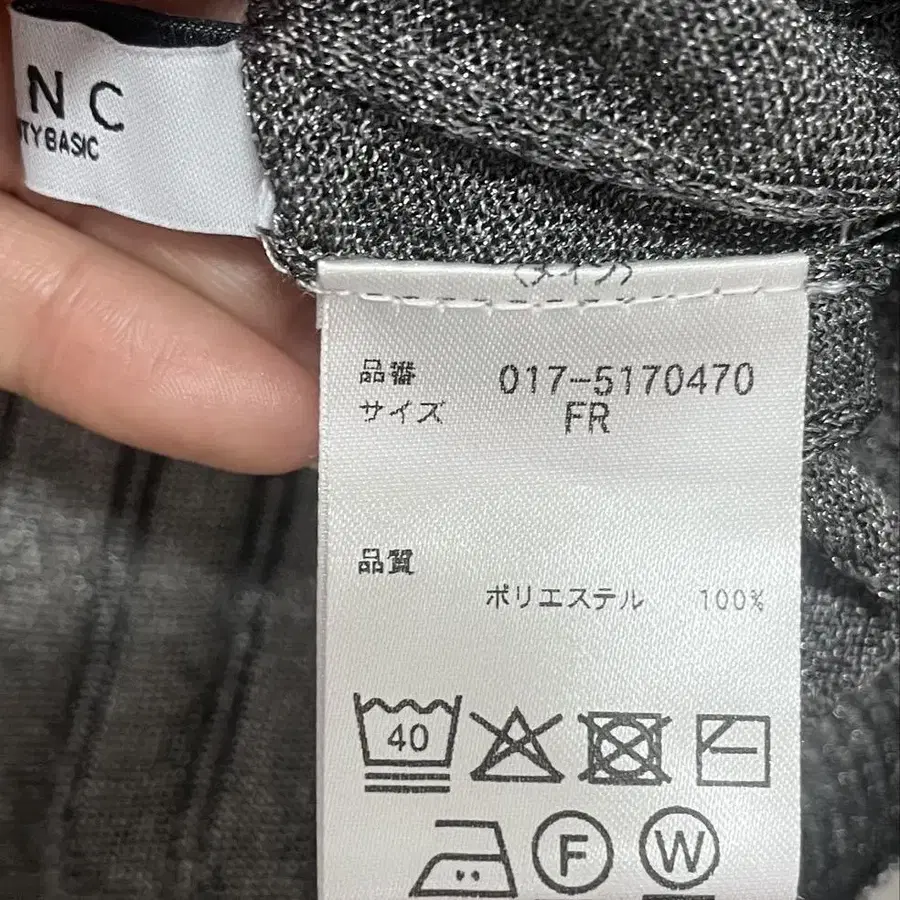 N C
TY BASIC
品番 017-5170470
サイズ FR
品質
ポリエステル 100%
40
F
W